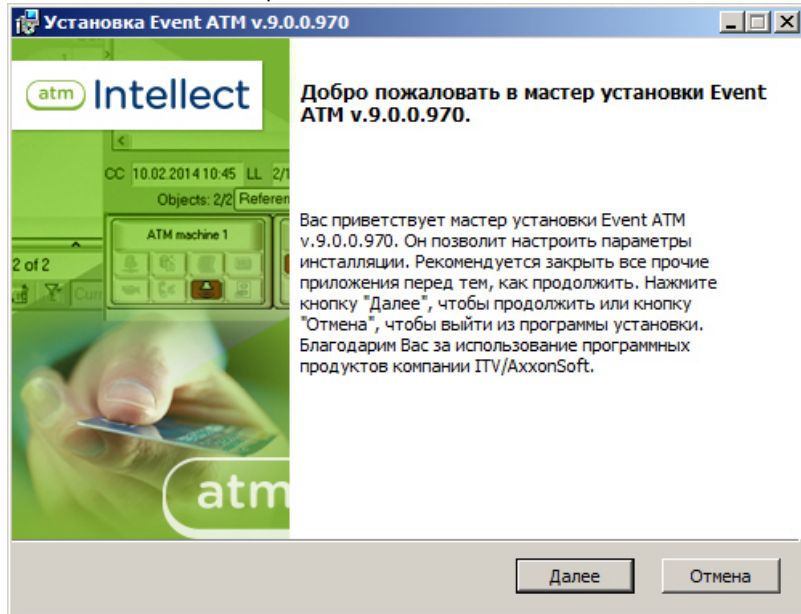 Установка Event ATM v.9.0.0.970
atm Intellect
Добро пожаловать в мастер установки Event
ATM v.9.0.0.970.
CC 10.02.2014 10:45 LL 2/1
Objects: 2/2
ATM machine 1
2 of 2
Вас приветствует мастер установки Event ATM
v.9.0.0.970. Он позволит настроить параметры
инсталляции. Рекомендуется закрыть все прочие
приложения перед тем, как продолжить. Нажмите
кнопку "Далее", чтобы продолжить или кнопку
"Отмена", чтобы выйти из программы установки.
Благодарим Вас за использование программных
продуктов компании ITV/AxxonSoft.
atm
Далее
Отмена